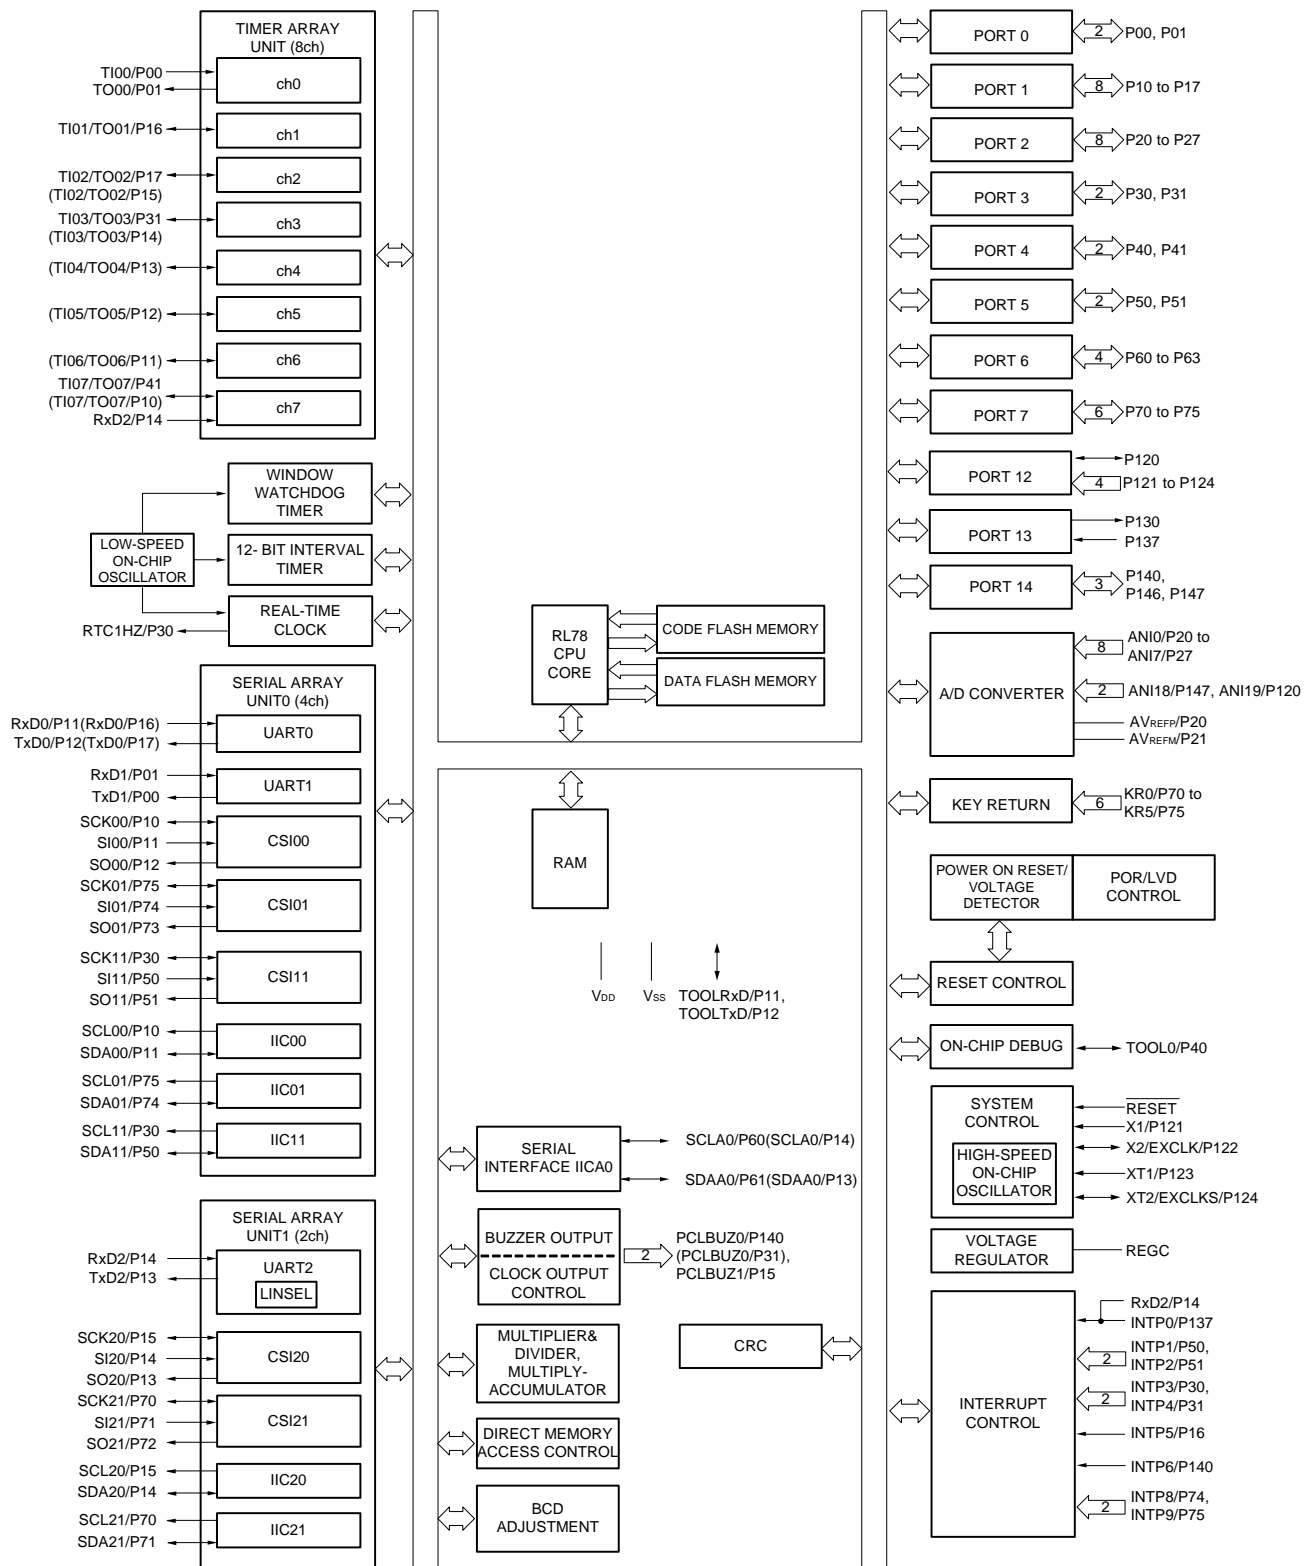 TIMER ARRAY
UNIT (8ch)
TI00/P00
TO00/P01
ch0
TI01/TO01/P16
ch1
TI02/TO02/P17
(TI02/TO02/P15)
ch2
TI03/TO03/P31
(TI03/TO03/P14)
ch3
(TI04/TO04/P13)
ch4
(TI05/TO05/P12)
ch5
(TI06/TO06/P11)
ch6
TI07/TO07/P41
(TI07/TO07/P10)
RxD2/P14
ch7
WINDOW
WATCHDOG
TIMER
LOW-SPEED
ON-CHIP
OSCILLATOR
12- BIT INTERVAL
TIMER
REAL-TIME
CLOCK
RTC1HZ/P30
SERIAL ARRAY
UNIT0 (4ch)
RxD0/P11(RxD0/P16)
TxD0/P12(TxD0/P17)
UART0
RxD1/P01
TxD1/P00
UART1
SCK00/P10
SI00/P11
SO00/P12
CSI00
SCK01/P75
SI01/P74
SO01/P73
CSI01
SCK11/P30
SI11/P50
SO11/P51
CSI11
SCL00/P10
SDA00/P11
IIC00
SCL01/P75
SDA01/P74
IIC01
SCL11/P30
SDA11/P50
IIC11
SERIAL ARRAY
UNIT1 (2ch)
RxD2/P14
TxD2/P13
UART2
LINSEL
SCK20/P15
SI20/P14
SO20/P13
CSI20
SCK21/P70
SI21/P71
SO21/P72
CSI21
SCL20/P15
SDA20/P14
IIC20
SCL21/P70
SDA21/P71
IIC21
RL78
CPU
CORE
CODE FLASH MEMORY
DATA FLASH MEMORY
RAM
VDD
VSS
TOOLRxD/P11,
TOOLTxD/P12
SERIAL
INTERFACE IICA0
SCLA0/P60(SCLA0/P14)
SDAA0/P61(SDAA0/P13)
BUZZER OUTPUT
CLOCK OUTPUT
CONTROL
2
PCLBUZ0/P140
(PCLBUZ0/P31),
PCLBUZ1/P15
MULTIPLIER&
DIVIDER,
MULTIPLY-
ACCUMULATOR
CRC
DIRECT MEMORY
ACCESS CONTROL
BCD
ADJUSTMENT
PORT 0
2
P00, P01
PORT 1
8
P10 to P17
PORT 2
8
P20 to P27
PORT 3
2
P30, P31
PORT 4
2
P40, P41
PORT 5
2
P50, P51
PORT 6
4
P60 to P63
PORT 7
6
P70 to P75
PORT 12
P120
4
P121 to P124
PORT 13
P130
P137
PORT 14
3
P140,
P146, P147
A/D CONVERTER
8
ANI0/P20 to
ANI7/P27
2
ANI18/P147, ANI19/P120
AVREFP/P20
AVREFM/P21
KEY RETURN
6
KR0/P70 to
KR5/P75
POWER ON RESET/
VOLTAGE
DETECTOR
POR/LVD
CONTROL
RESET CONTROL
ON-CHIP DEBUG
TOOL0/P40
SYSTEM
CONTROL
HIGH-SPEED
ON-CHIP
OSCILLATOR
RESET
X1/P121
X2/EXCLK/P122
XT1/P123
XT2/EXCLKS/P124
VOLTAGE
REGULATOR
REGC
INTERRUPT
CONTROL
RxD2/P14
INTP0/P137
2
INTP1/P50,
INTP2/P51
2
INTP3/P30,
INTP4/P31
INTP5/P16
INTP6/P140
2
INTP8/P74,
INTP9/P75